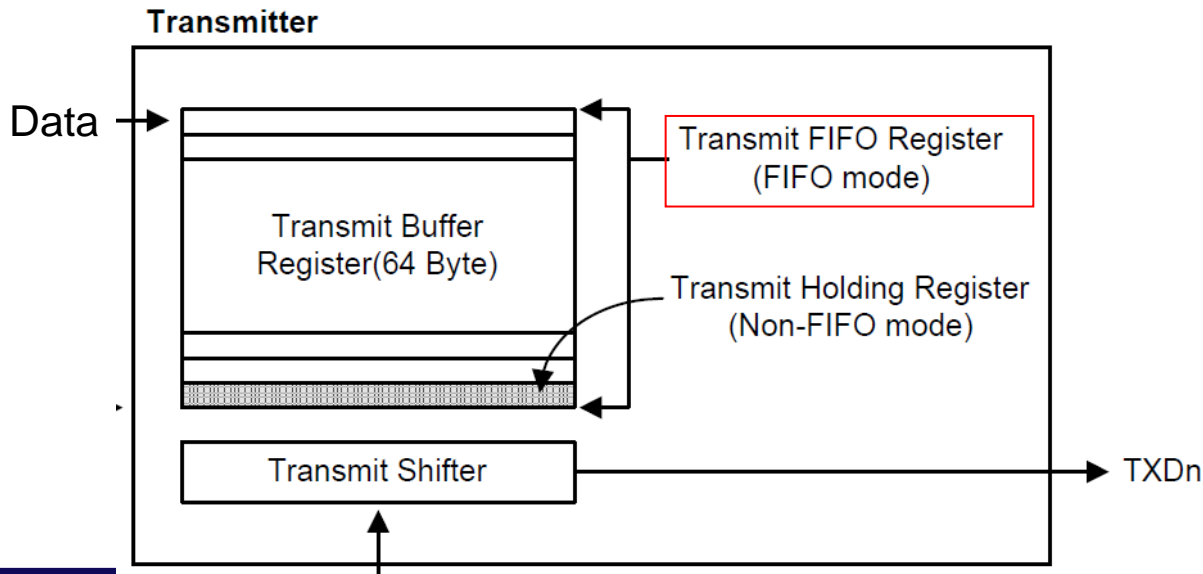 Transmitter
Data
Transmit FIFO Register
(FIFO mode)
Transmit Buffer
Register(64 Byte)
Transmit Holding Register
(Non-FIFO mode)
Transmit Shifter
TXDn